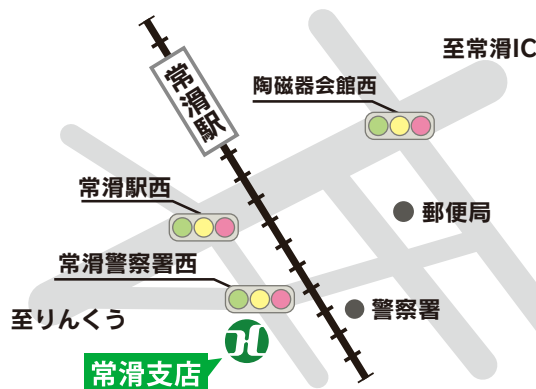 至常滑IC
陶磁器会館西
常滑駅
常滑駅西
郵便局
常滑警察署西
至りんくう
警察署
常滑支店